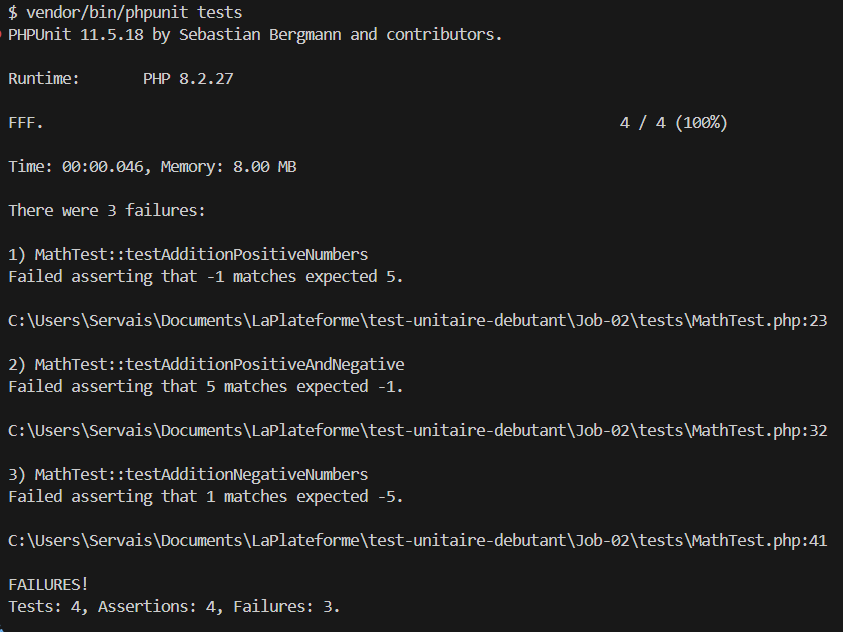 $ vendor/bin/phpunit tests
PHPUnit 11.5.18 by Sebastian Bergmann and contributors.
Runtime:       PHP 8.2.27
FFF.                                                                4 / 4 (100%)
Time: 00:00.046, Memory: 8.00 MB
There were 3 failures:
1) MathTest::testAdditionPositiveNumbers
Failed asserting that -1 matches expected 5.
C:\Users\Servais\Documents\LaPlateforme\test-unitaire-debutant\Job-02\tests\MathTest.php:23
2) MathTest::testAdditionPositiveAndNegative
Failed asserting that 5 matches expected -1.
C:\Users\Servais\Documents\LaPlateforme\test-unitaire-debutant\Job-02\tests\MathTest.php:32
3) MathTest::testAdditionNegativeNumbers
Failed asserting that 1 matches expected -5.
C:\Users\Servais\Documents\LaPlateforme\test-unitaire-debutant\Job-02\tests\MathTest.php:41
FAILURES!
Tests: 4, Assertions: 4, Failures: 3.